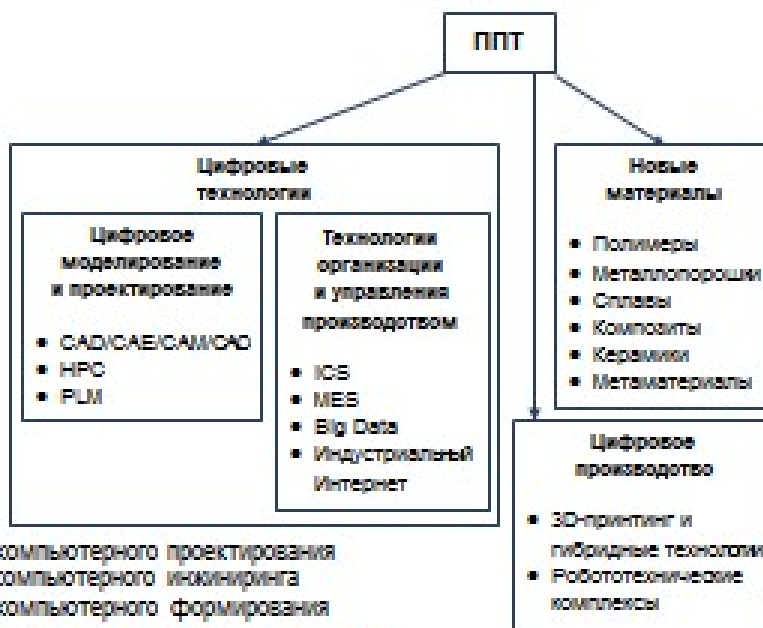 ППТ
Цифровые
технологии
Цифровое
моделирование
и проектирование
• CAD/CAE/CAM/CAO
• HPC
• PLM
Технологии
организации
и управления
производством
• ICS
• MES
• Big Data
• Индустриальный
Интернет
Новые
материалы
• Полимеры
• Металлопорошки
• Сплавы
• Композиты
• Керамики
• Метаматериалы
Цифровое
производство
• 3D-принтинг и
гибридные технологии
• Робототехнические
комплексы
компьютерного проектирования
компьютерного инжиниринга
компьютерного формирования